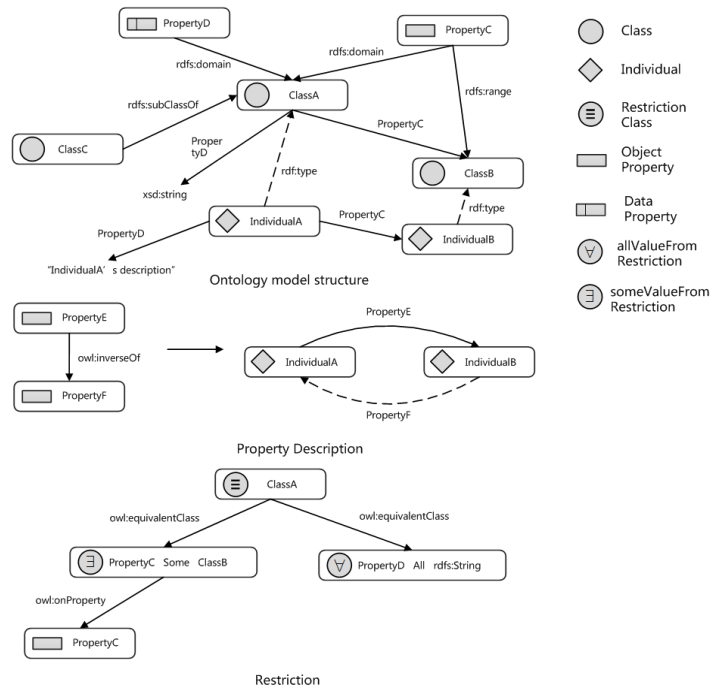 PropertyD
PropertyC
Class
rdfs:domain
rdfs:domain
Individual
ClassA
rdfs:range
rdfs:subClassOf
Restriction
Class
Proper
tyD
PropertyC
ClassC
Object
Property
ClassB
xsd:string
rdf:type
rdf:type
Data
Property
PropertyD
IndividualA
PropertyC
IndividualB
allValueFrom
Restriction
"IndividualA' s description"
Ontology model structure
someValueFrom
Restriction
PropertyE
PropertyE
owl:inverseOf
IndividualA
IndividualB
PropertyF
PropertyF
Property Description
ClassA
owl:equivalentClass
owl:equivalentClass
PropertyC Some ClassB
PropertyD All rdfs:String
owl:onProperty
PropertyC
Restriction